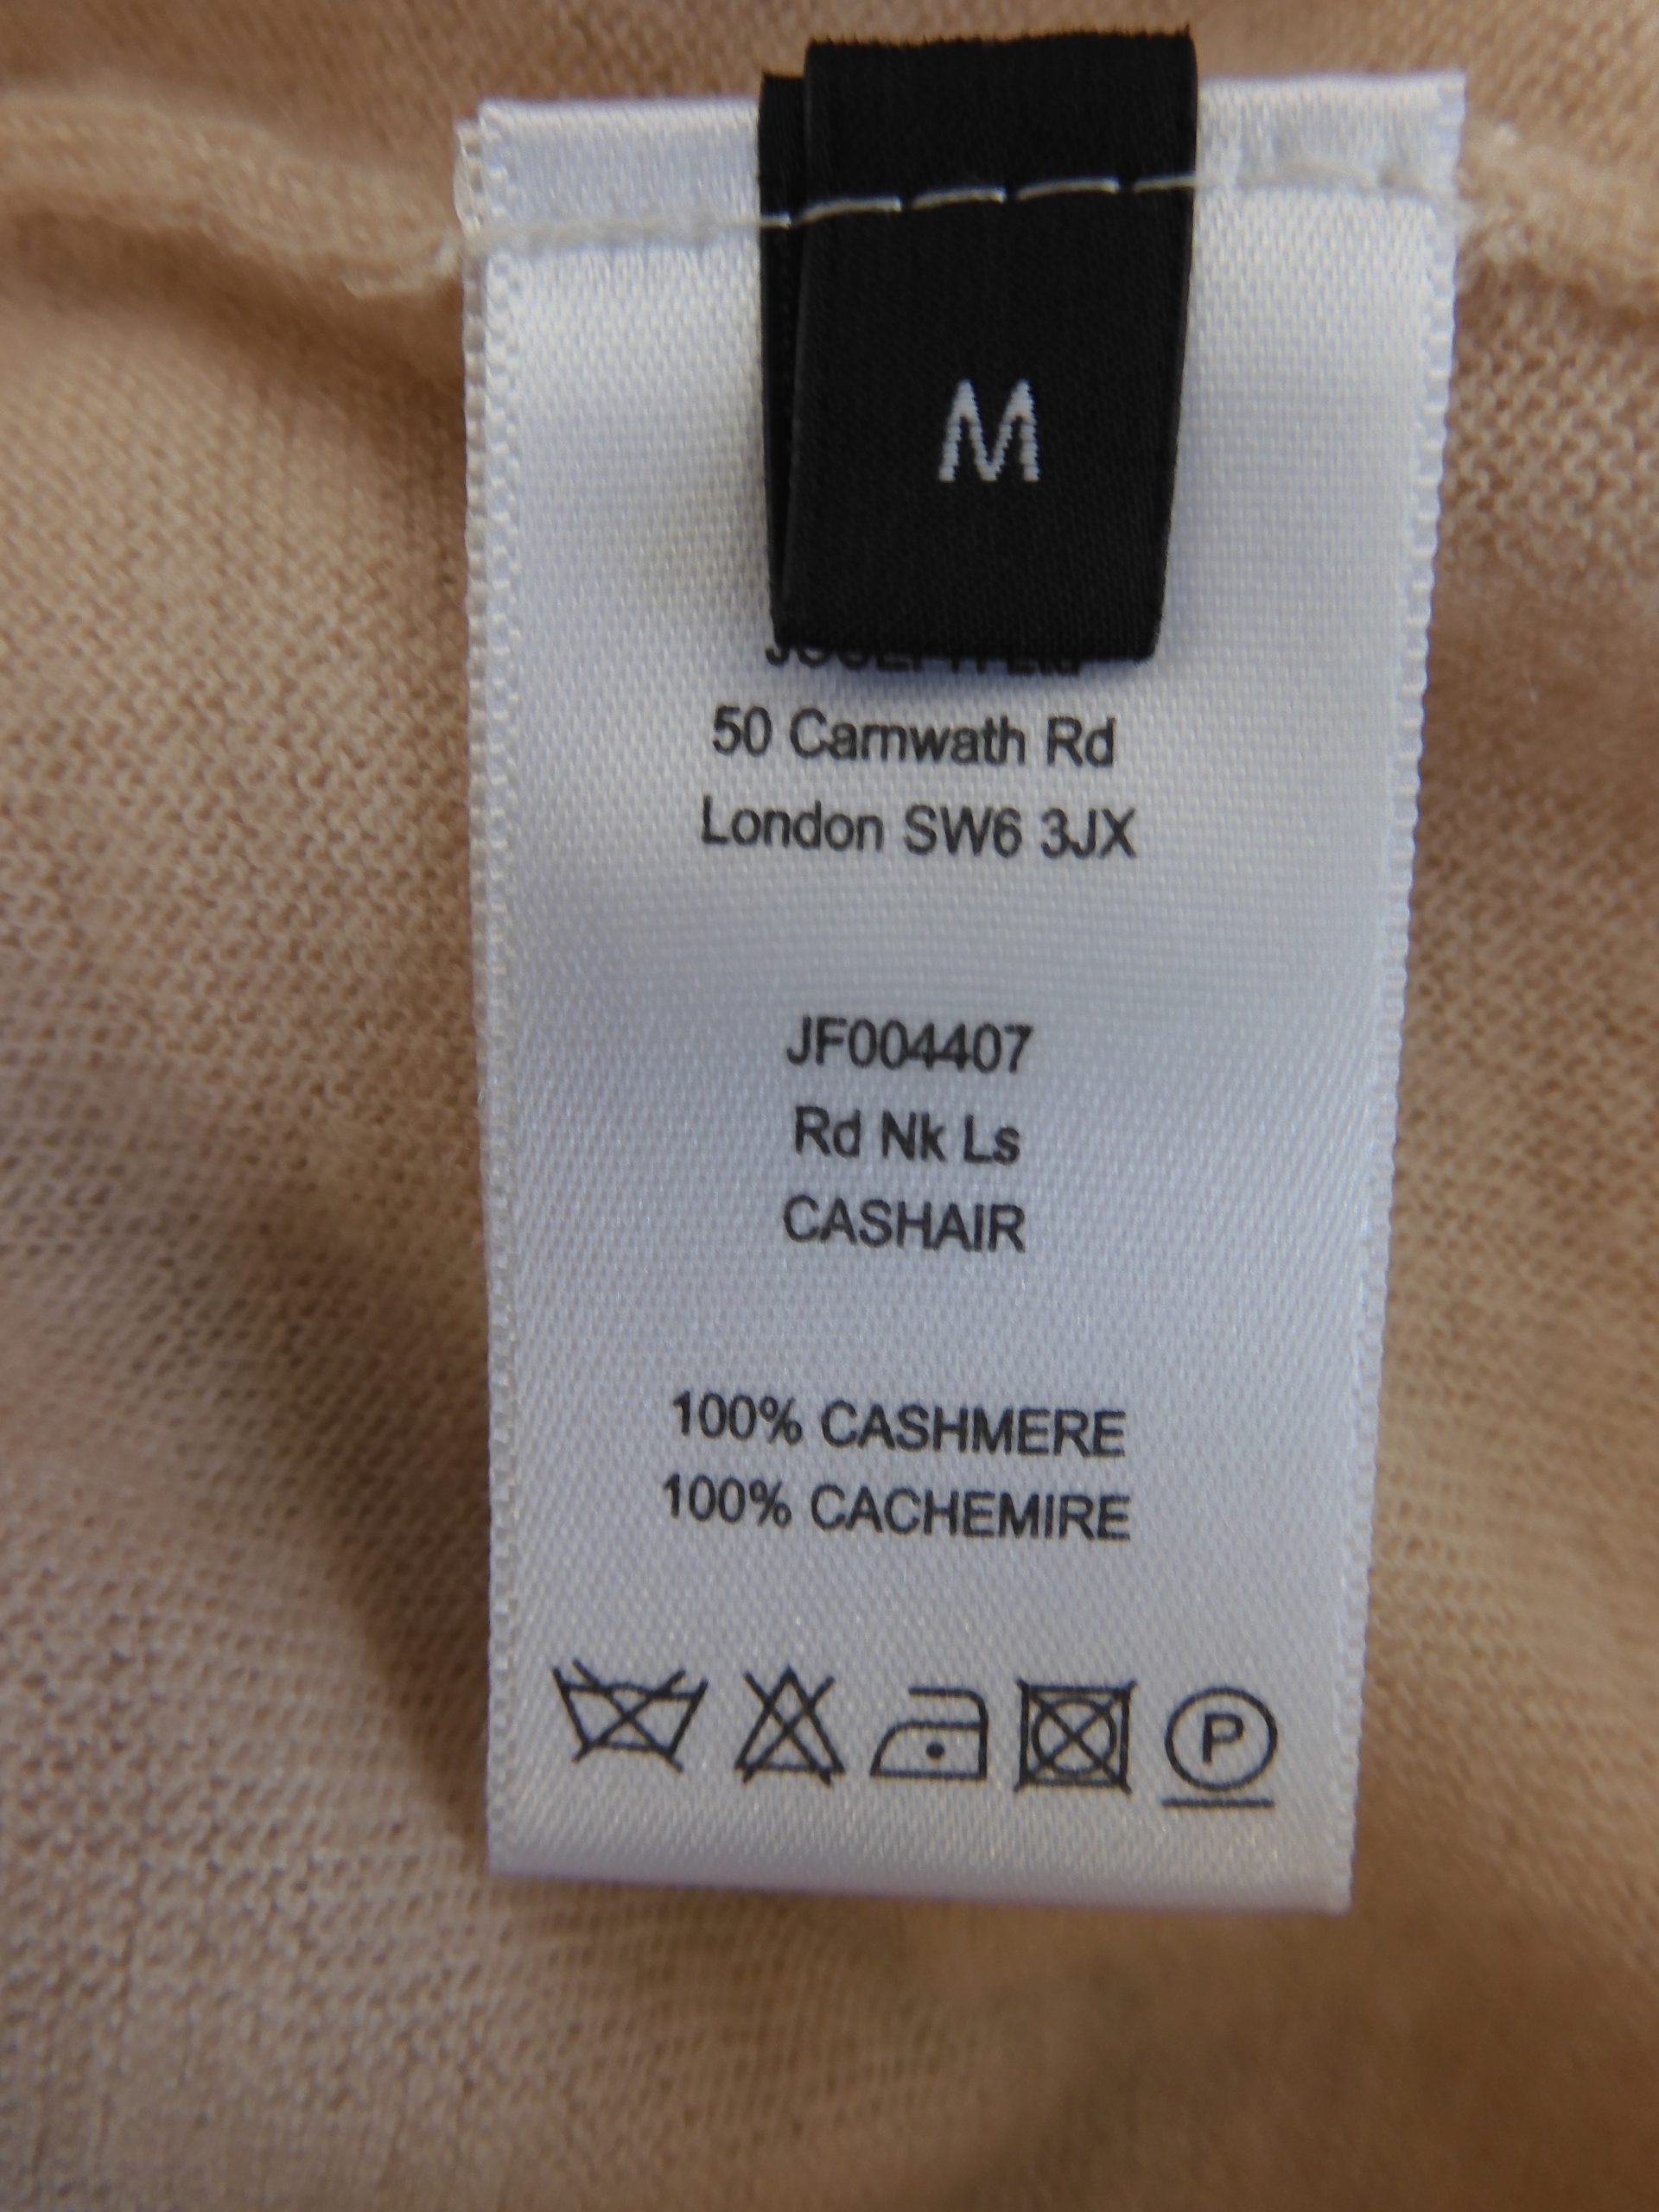 M
50 Carnwath Rd
London SW6 3JX
JF004407
Rd Nk Ls
CASHAIR
100% CASHMERE
100% CACHEMIRE
P